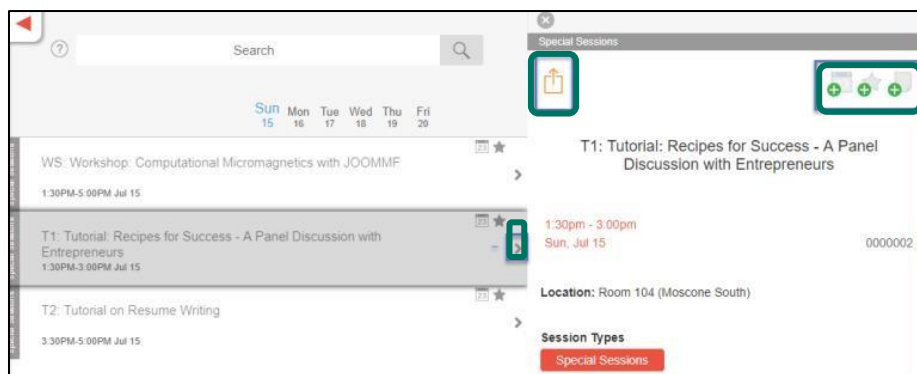 ?
Search
Sun Mon Tue Wed Thu Fri
15 16 17 18 19 20
WS: Workshop: Computational Micromagnetics with JOOMMF
23
1:30PM-5:00PM Jul 15
T1: Tutorial: Recipes for Success - A Panel Discussion with
Entrepreneurs
23
1:30PM-3:00PM Jul 15
T2: Tutorial on Resume Writing
23
3:30PM-5:00PM Jul 15
Special Sessions
T1: Tutorial: Recipes for Success - A Panel
Discussion with Entrepreneurs
1:30pm - 3:00pm
Sun, Jul 15
0000002
Location: Room 104 (Moscone South)
Session Types
Special Sessions